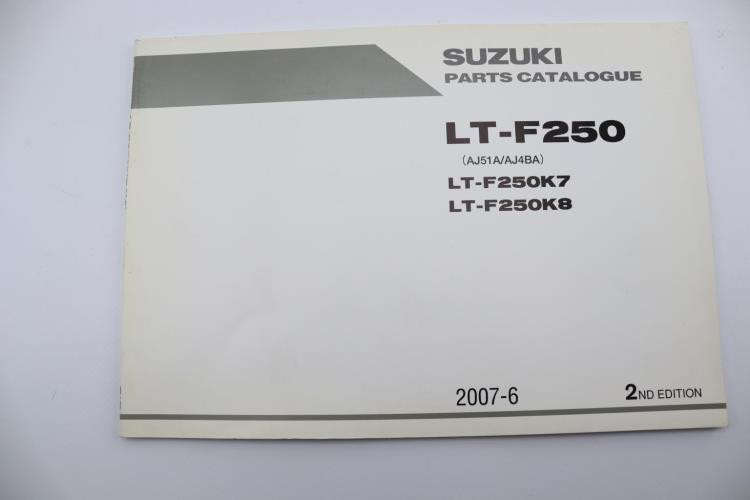 SUZUKI
PARTS CATALOGUE
LT-F250
(AJ51A/AJ4BA)
LT-F250K7
LT-F250K8
2007-6
2ND EDITION